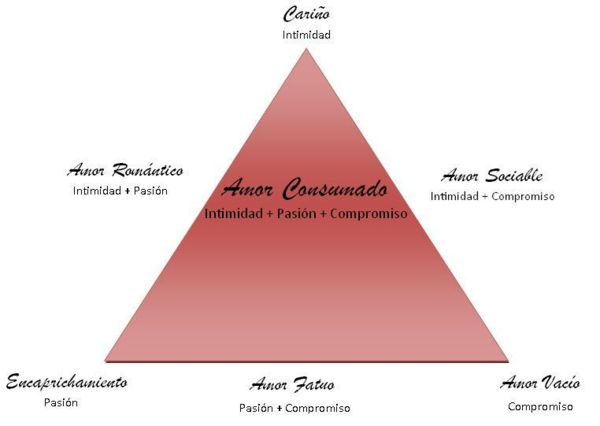 Cariño
Intimidad
Amor Romántico
Intimidad + Pasión
Amor Sociable
Intimidad + Compromiso
Amor Consumado
Intimidad + Pasión + Compromiso
Encaprichamiento
Pasión
Amor Fatuo
Pasión + Compromiso
Amor Vacío
Compromiso